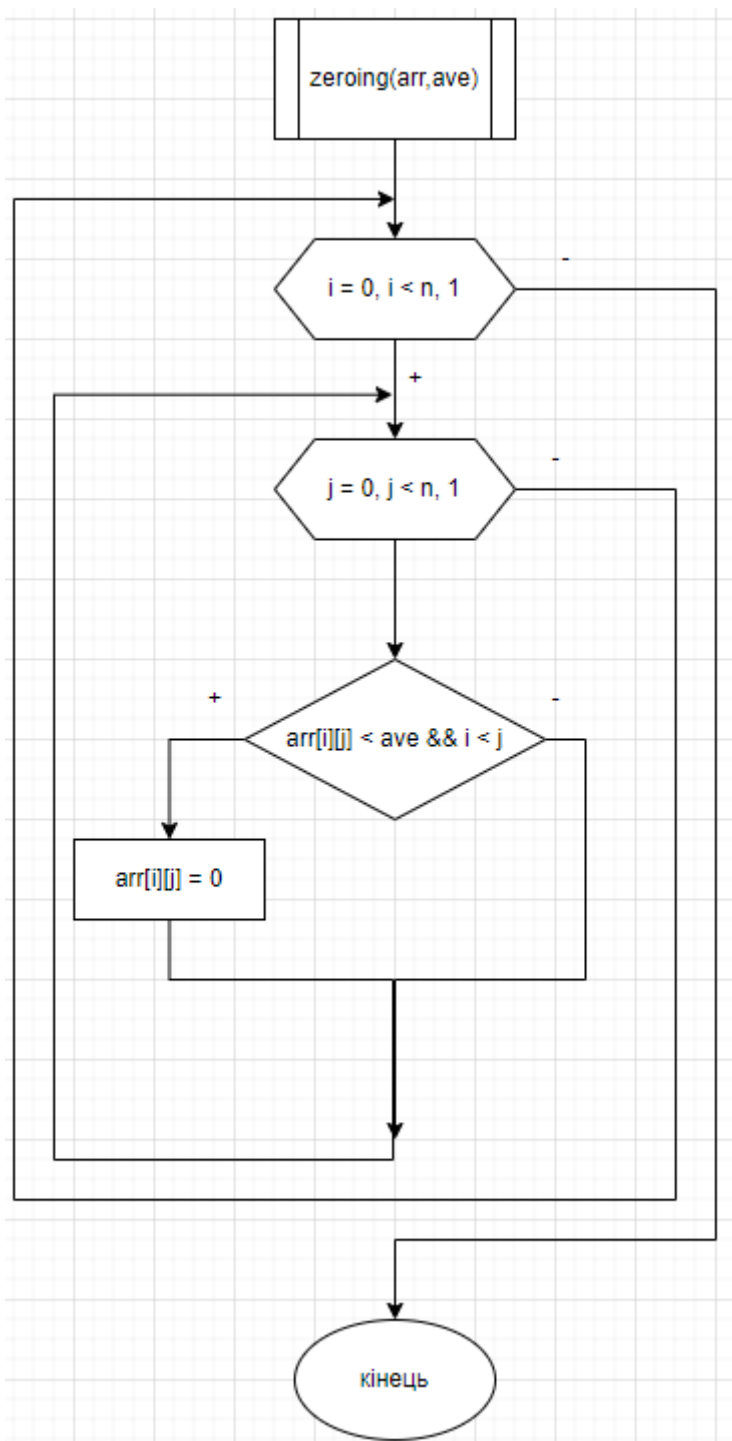 zeroing(arr,ave)
-
i = 0, i < n, 1
+
-
j = 0, j < n, 1
+
-
arr[i][j] < ave && i < j
arr[i][j] = 0
кінець